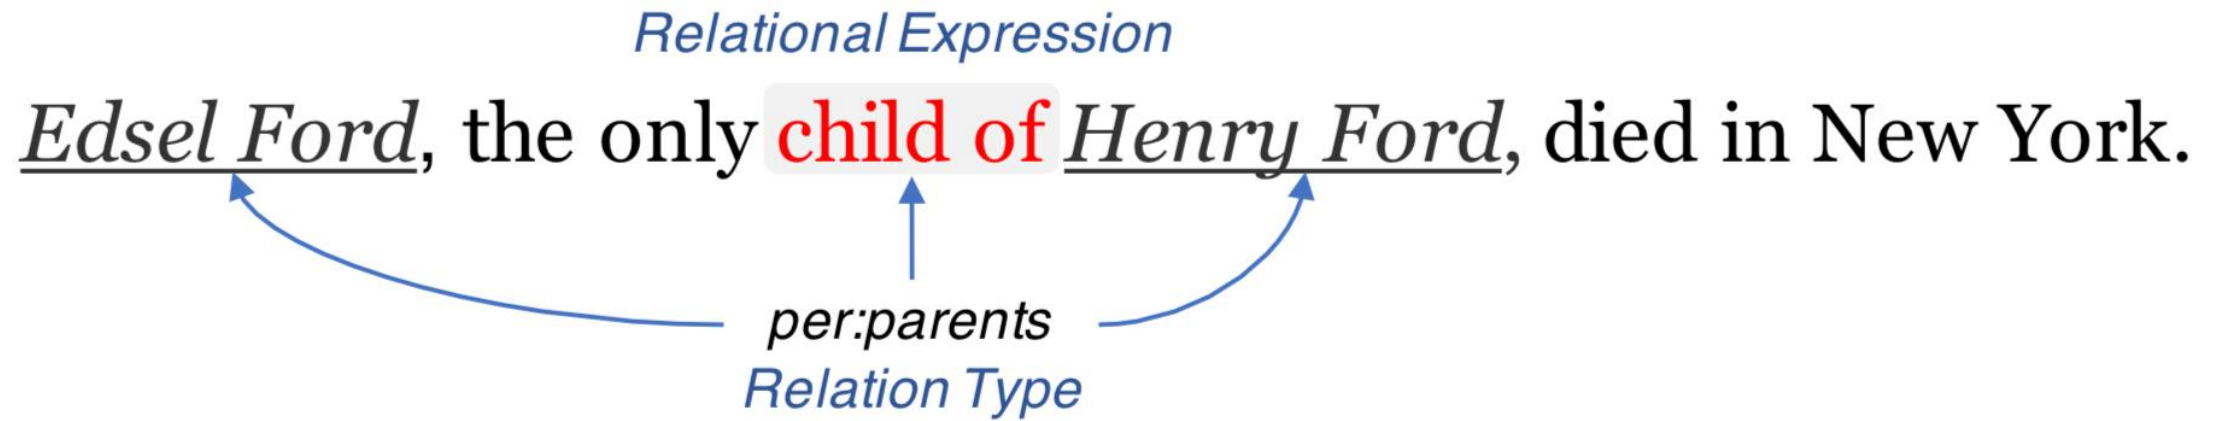 Relational Expression
Edsel Ford, the only child of Henry Ford, died in New York.
per:parents
Relation Type